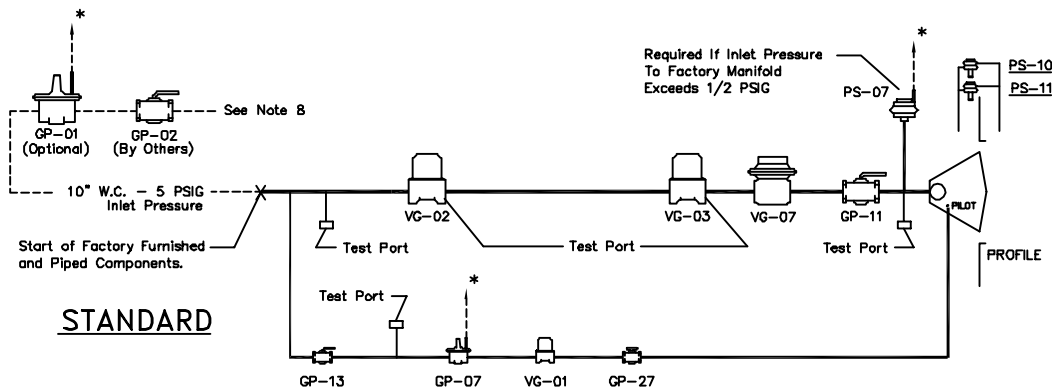 *
*
Required If Inlet Pressure
To Factory Manifold
Exceeds 1/2 PSIG
PS-07
PS-10
PS-11
See Note 8
GP-01
(Optional)
GP-02
(By Others)
10" W.C. - 5 PSIG
Inlet Pressure
VG-02
VG-03
VG-07
GP-11
PILOT
Start of Factory Furnished
and Piped Components.
Test Port
Test Port
Test Port
PROFILE
Test Port
*
STANDARD
GP-13
GP-07
VG-01
GP-27